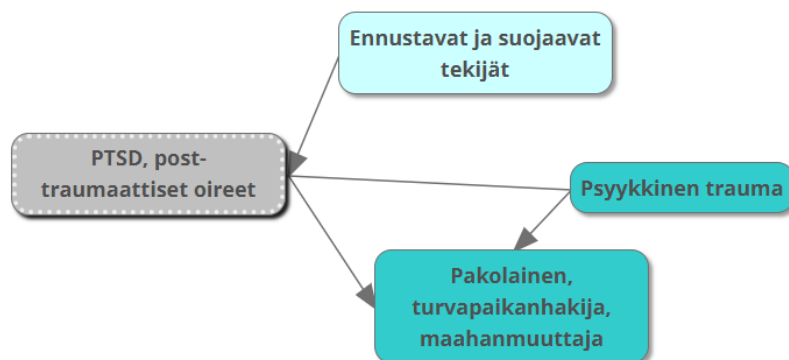 Ennustavat ja suojaavat
tekijät
PTSD, post-
traumaattiset oireet
Psyykkinen trauma
Pakolainen,
turvapaikanhakija,
maahanmuuttaja